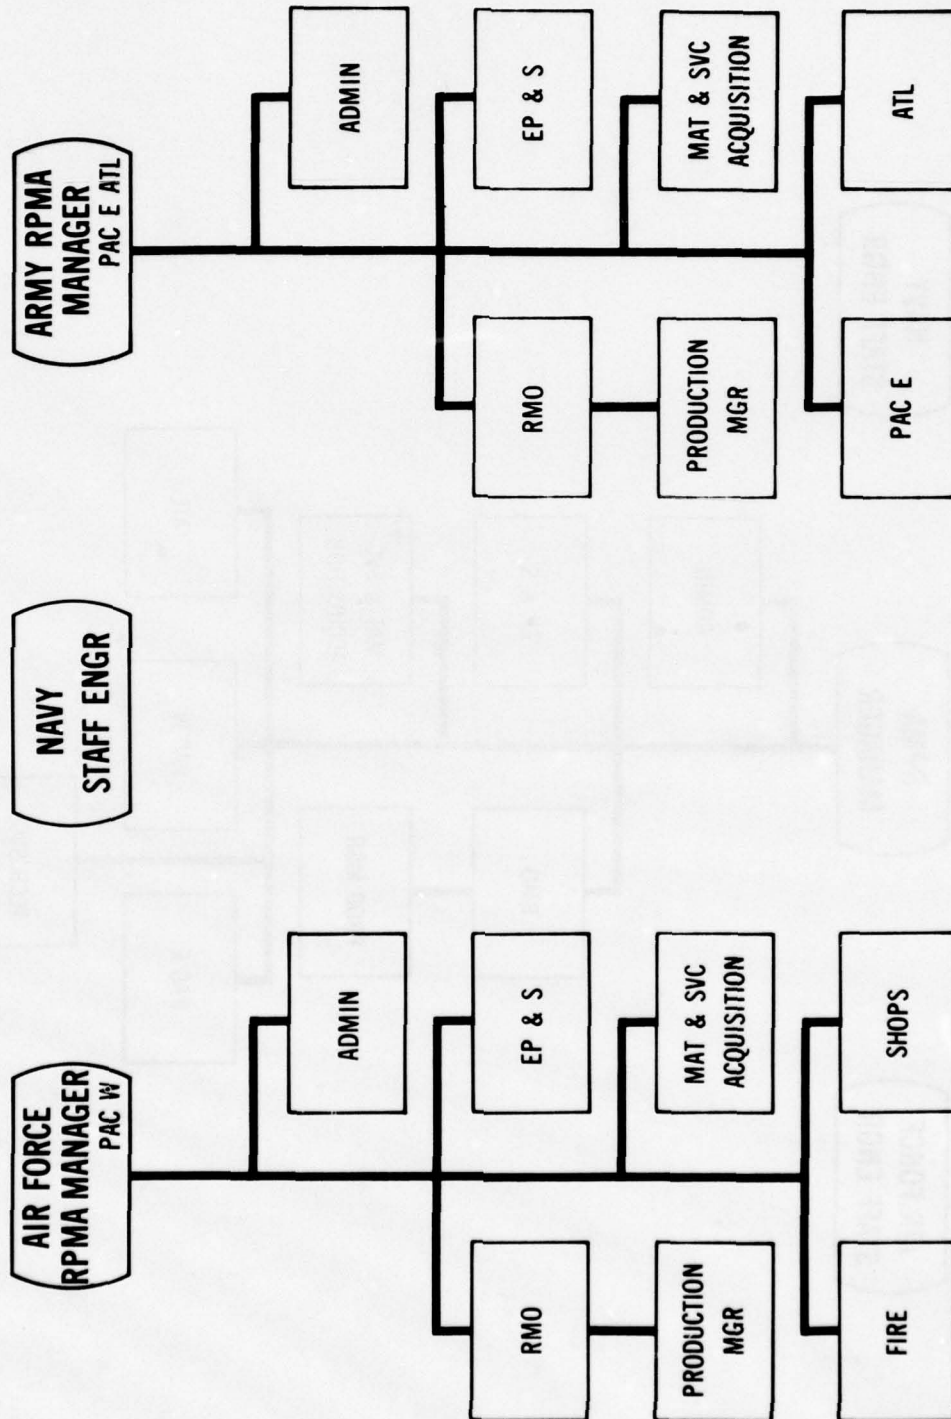 AIR FORCE
RPMA MANAGER
PAC W
ADMIN
RMO
EP & S
PRODUCTION
MGR
MAT & SVC
ACQUISITION
FIRE
SHOPS
NAVY
STAFF ENGR
ARMY RPMA
MANAGER
PAC E ATL
ADMIN
RMO
EP & S
PRODUCTION
MGR
MAT & SVC
ACQUISITION
PAC E
ATL